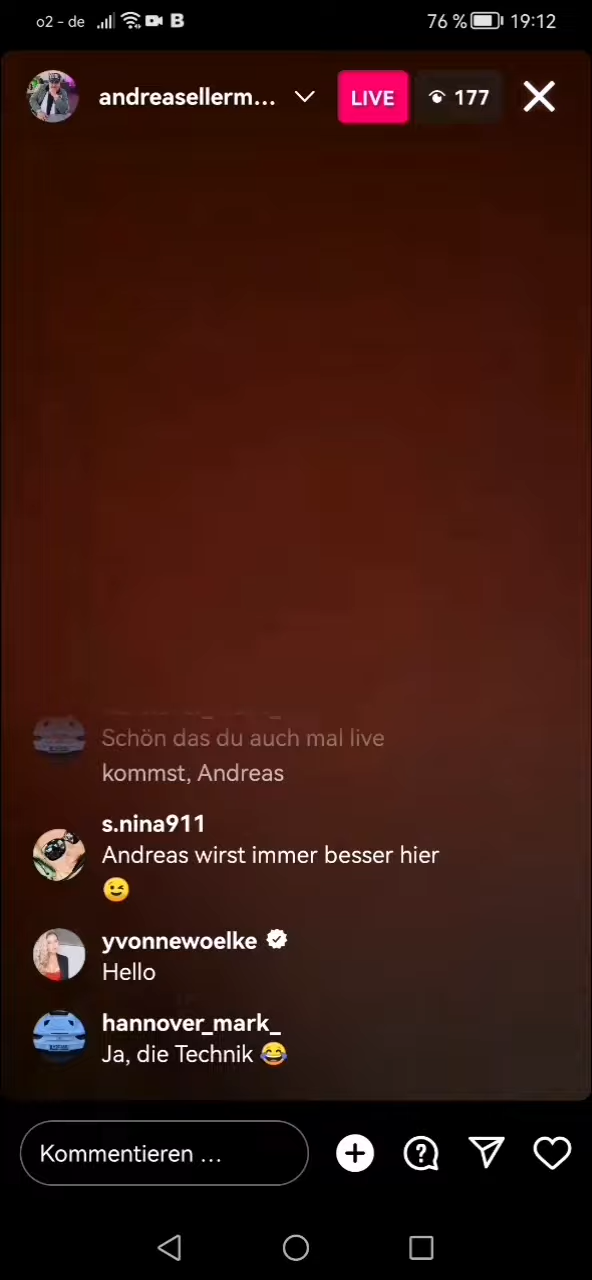 o2 - de
76 %
19:12
andreasellerm...
LIVE
177
Schön das du auch mal live
kommst, Andreas
s.nina911
Andreas wirst immer besser hier
😉
yvonnewoelke
Hello
hannover_mark_
Ja, die Technik 😂
Kommentieren ...